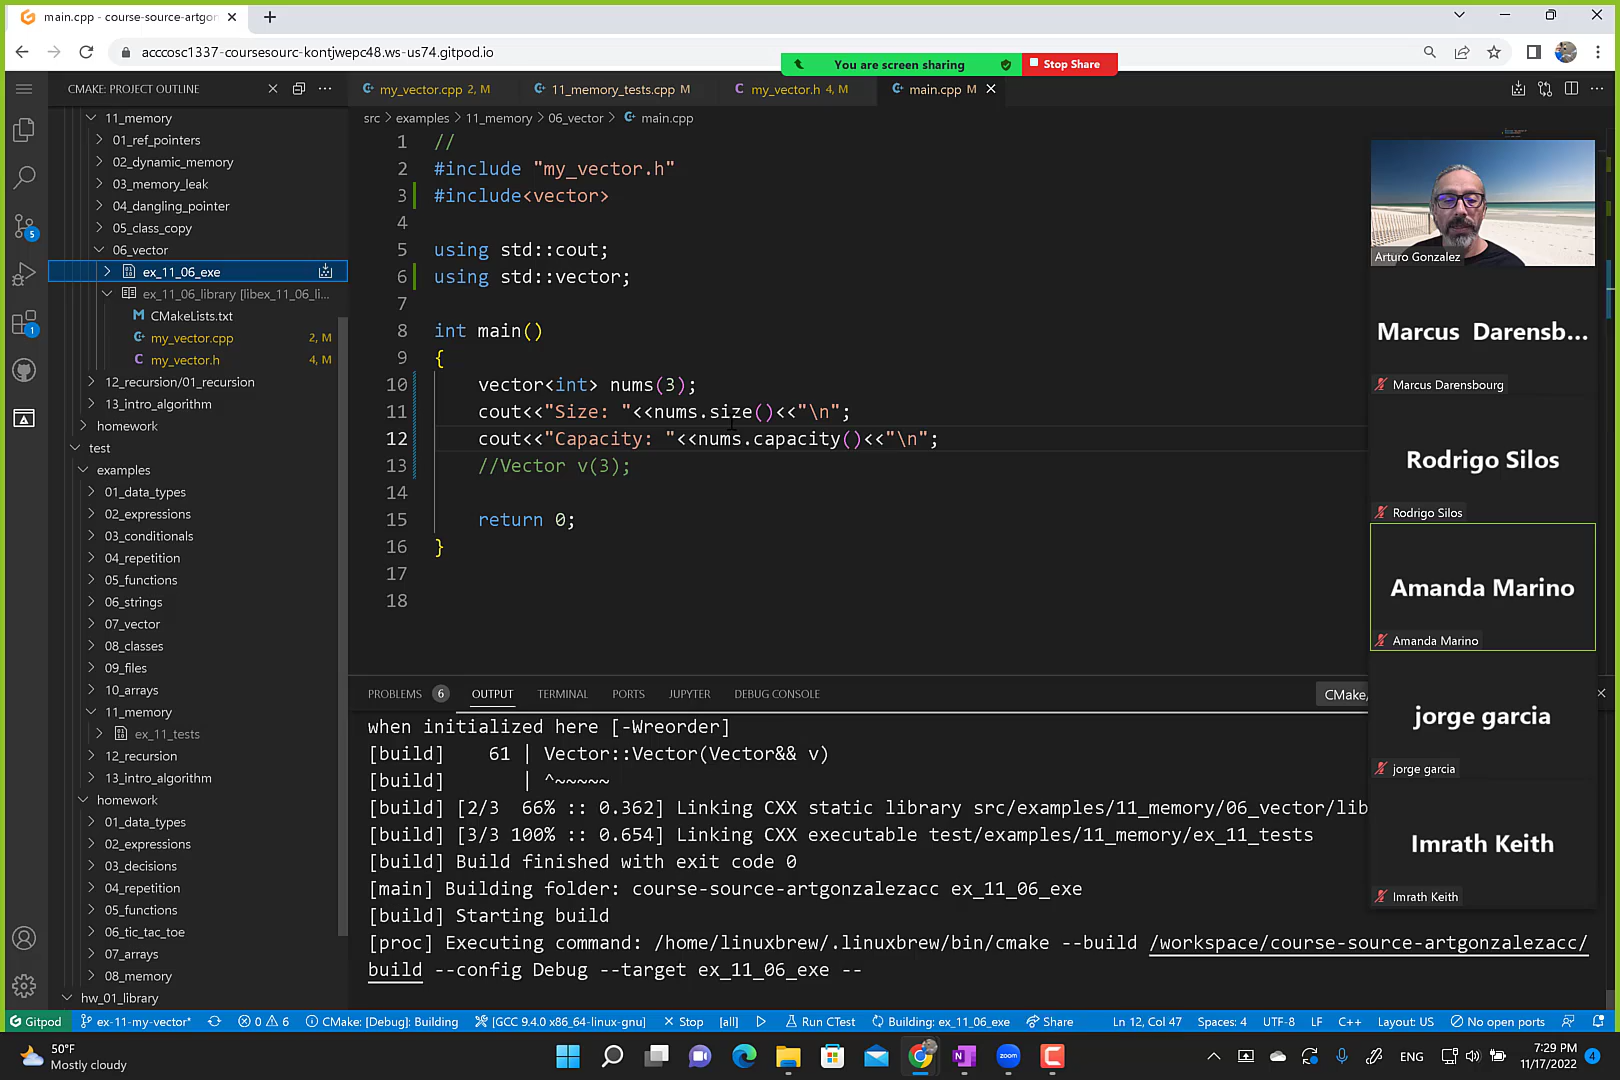 main.cpp - course-source-artgon
acccosc1337-coursesourc-kontjwepc48.ws-us74.gitpod.io
You are screen sharing
Stop Share
CMAKE: PROJECT OUTLINE
my_vector.cpp 2, M
11_memory_tests.cpp M
my_vector.h 4, M
main.cpp M
src > examples > 11_memory > 06_vector > main.cpp
11_memory
01_ref_pointers
02_dynamic_memory
03_memory_leak
04_dangling_pointer
05_class_copy
06_vector
ex_11_06_exe
ex_11_06_library [libex_11_06_li...
CMakeLists.txt
my_vector.cpp 2, M
my_vector.h 4, M
12_recursion/01_recursion
13_intro_algorithm
homework
test
examples
01_data_types
02_expressions
03_conditionals
04_repetition
05_functions
06_strings
07_vector
08_classes
09_files
10_arrays
11_memory
ex_11_tests
12_recursion
13_intro_algorithm
homework
01_data_types
02_expressions
03_decisions
04_repetition
05_functions
06_tic_tac_toe
07_arrays
08_memory
hw_01_library
5
1
1 //
2 #include "my_vector.h"
3 #include<vector>
4
5 using std::cout;
6 using std::vector;
7
8 int main()
9 {
10 vector<int> nums(3);
11 cout<<"Size: "<<nums.size()<<"\n";
12 cout<<"Capacity: "<<nums.capacity()<<"\n";
13 //Vector v(3);
14
15 return 0;
16 }
17
18
PROBLEMS 6 OUTPUT TERMINAL PORTS JUPYTER DEBUG CONSOLE
CMake/
when initialized here [-Wreorder]
[build] 61 | Vector::Vector(Vector&& v)
[build] | ^~~~~~
[build] [2/3 66% :: 0.362] Linking CXX static library src/examples/11_memory/06_vector/lib
[build] [3/3 100% :: 0.654] Linking CXX executable test/examples/11_memory/ex_11_tests
[build] Build finished with exit code 0
[main] Building folder: course-source-artgonzalezacc ex_11_06_exe
[build] Starting build
[proc] Executing command: /home/linuxbrew/.linuxbrew/bin/cmake --build /workspace/course-source-artgonzalezacc/
build --config Debug --target ex_11_06_exe --
Arturo Gonzalez
Marcus Darensb...
Marcus Darensbourg
Rodrigo Silos
Rodrigo Silos
Amanda Marino
Amanda Marino
jorge garcia
jorge garcia
Imrath Keith
Imrath Keith
Gitpod ex-11-my-vector* 0 6 CMake: [Debug]: Building [GCC 9.4.0 x86_64-linux-gnu] Stop [all] Run CTest Building: ex_11_06_exe Share Ln 12, Col 47 Spaces: 4 UTF-8 LF C++ Layout: US No open ports
50°F
Mostly cloudy
zoom
ENG
7:29 PM
11/17/2022
4